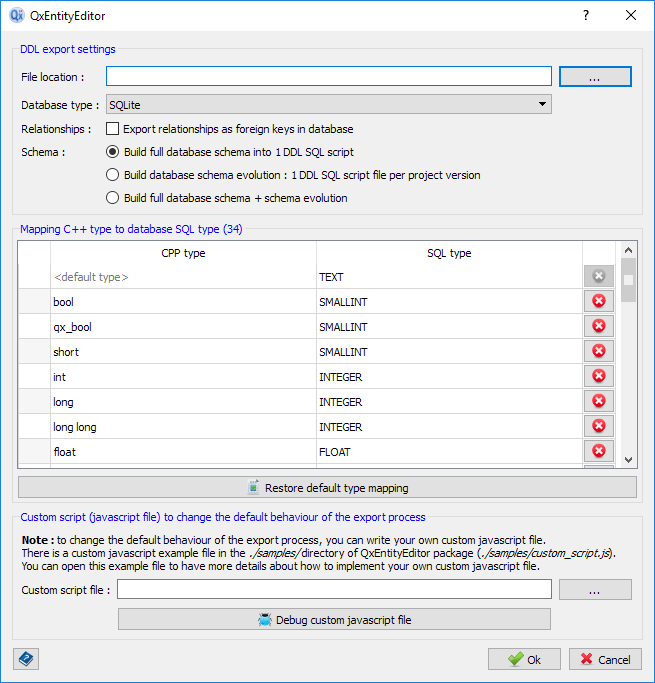 QxEntityEditor
?
DDL export settings
File location :
...
Database type : SQLite
Relationships : Export relationships as foreign keys in database
Schema : Build full database schema into 1 DDL SQL script
Build database schema evolution : 1 DDL SQL script file per project version
Build full database schema + schema evolution
Mapping C++ type to database SQL type (34)
CPP type SQL type
<default type> TEXT
bool SMALLINT
qx_bool SMALLINT
short SMALLINT
int INTEGER
long INTEGER
long long INTEGER
float FLOAT
Restore default type mapping
Custom script (javascript file) to change the default behaviour of the export process
Note : to change the default behaviour of the export process, you can write your own custom javascript file.
There is a custom javascript example file in the ./samples/ directory of QxEntityEditor package (./samples/custom_script.js).
You can open this example file to have more details about how to implement your own custom javascript file.
Custom script file :
...
Debug custom javascript file
? Ok Cancel